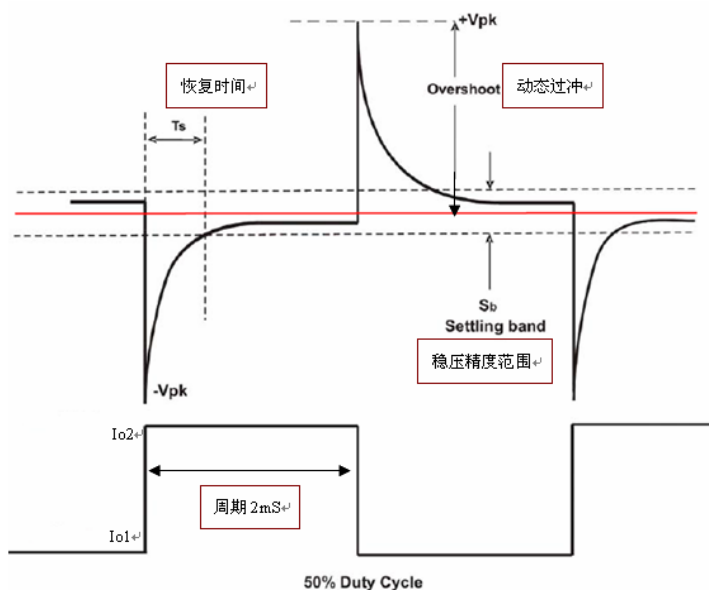 +Vpk
恢复时间
Overshoot
动态过冲
Ts
Sb
Settling band
稳压精度范围
-Vpk
Io2
周期 2mS
Io1
50% Duty Cycle